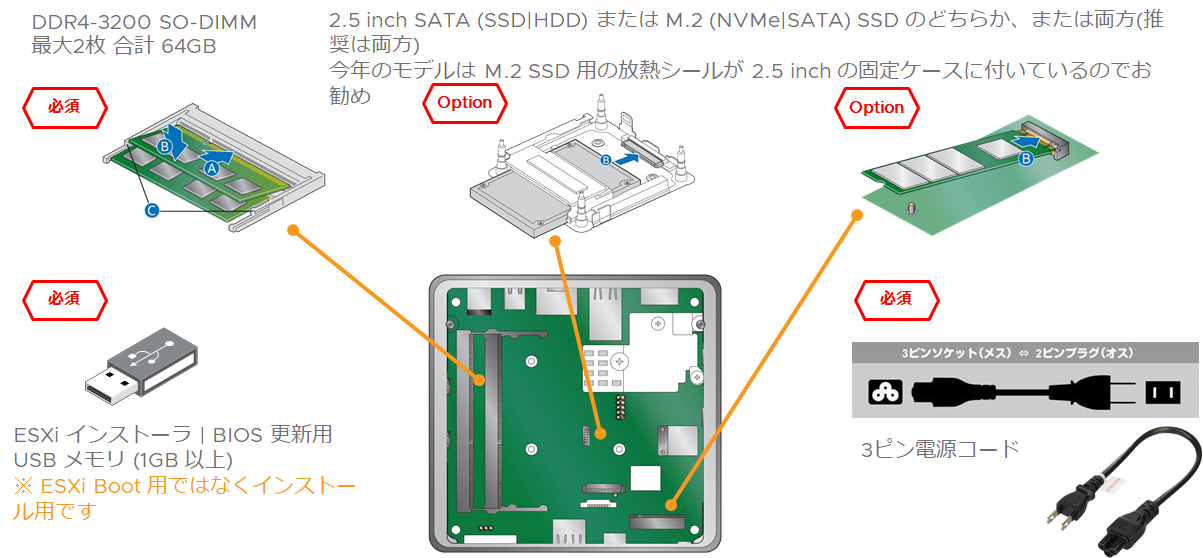 DDR4-3200 SO-DIMM
最大2枚 合計 64GB
2.5 inch SATA (SSD|HDD) または M.2 (NVMe|SATA) SSD のどちらか、または両方(推
奨は両方)
今年のモデルは M.2 SSD 用の放熱シールが 2.5 inch の固定ケースに付いているのでお
勧め
必須
Option
Option
B
A
C
B
B
必須
必須
3ピンソケット(メス) ⇔ 2ピンプラグ(オス)
ESXi インストーラ | BIOS 更新用
USB メモリ (1GB 以上)
※ ESXi Boot 用ではなくインストー
ル用です
3ピン電源コード